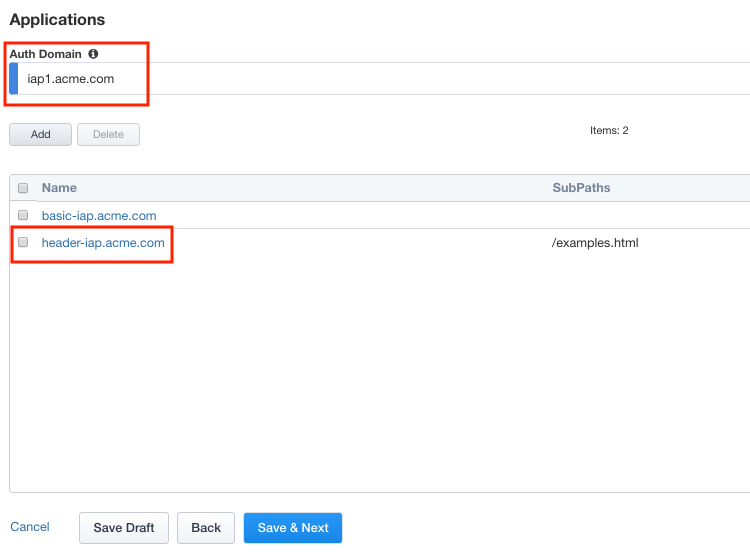 Applications
Auth Domain
iap1.acme.com
Add Delete Items: 2
Name SubPaths
basic-iap.acme.com
header-iap.acme.com /examples.html
Cancel Save Draft Back Save & Next